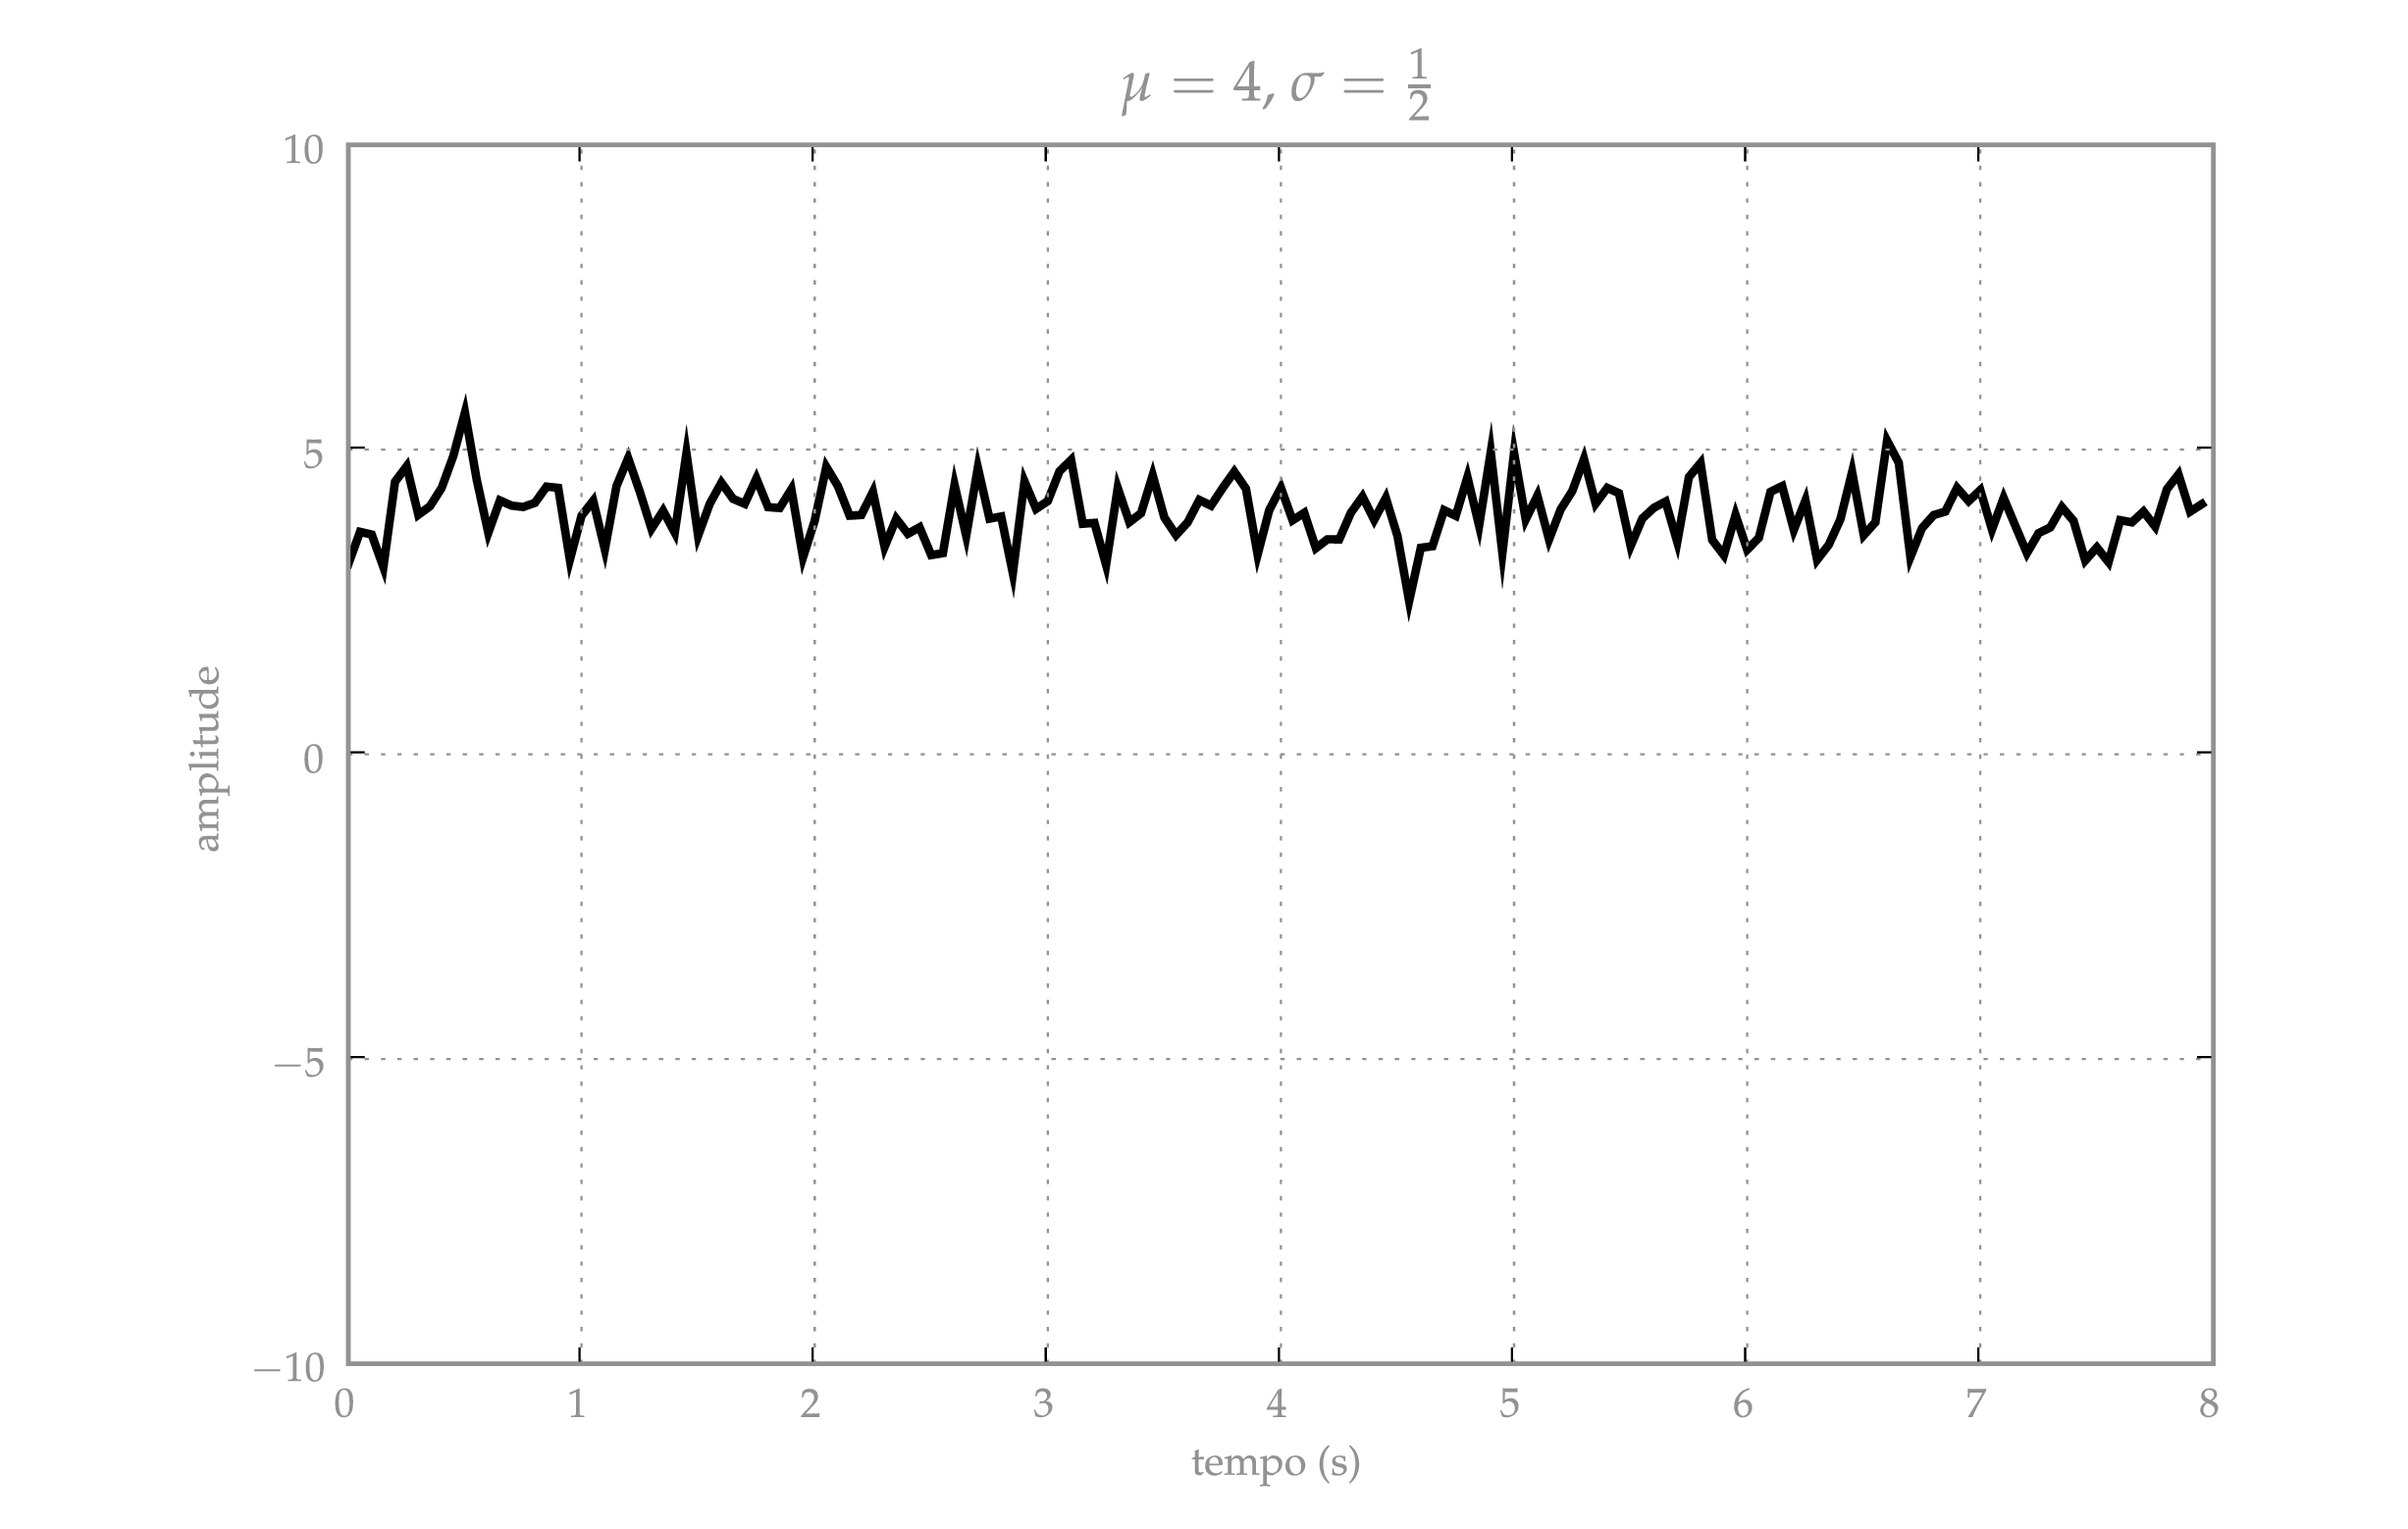 μ = 4, σ = 1/2
10
5
0
−5
−10
amplitude
0 1 2 3 4 5 6 7 8
tempo (s)